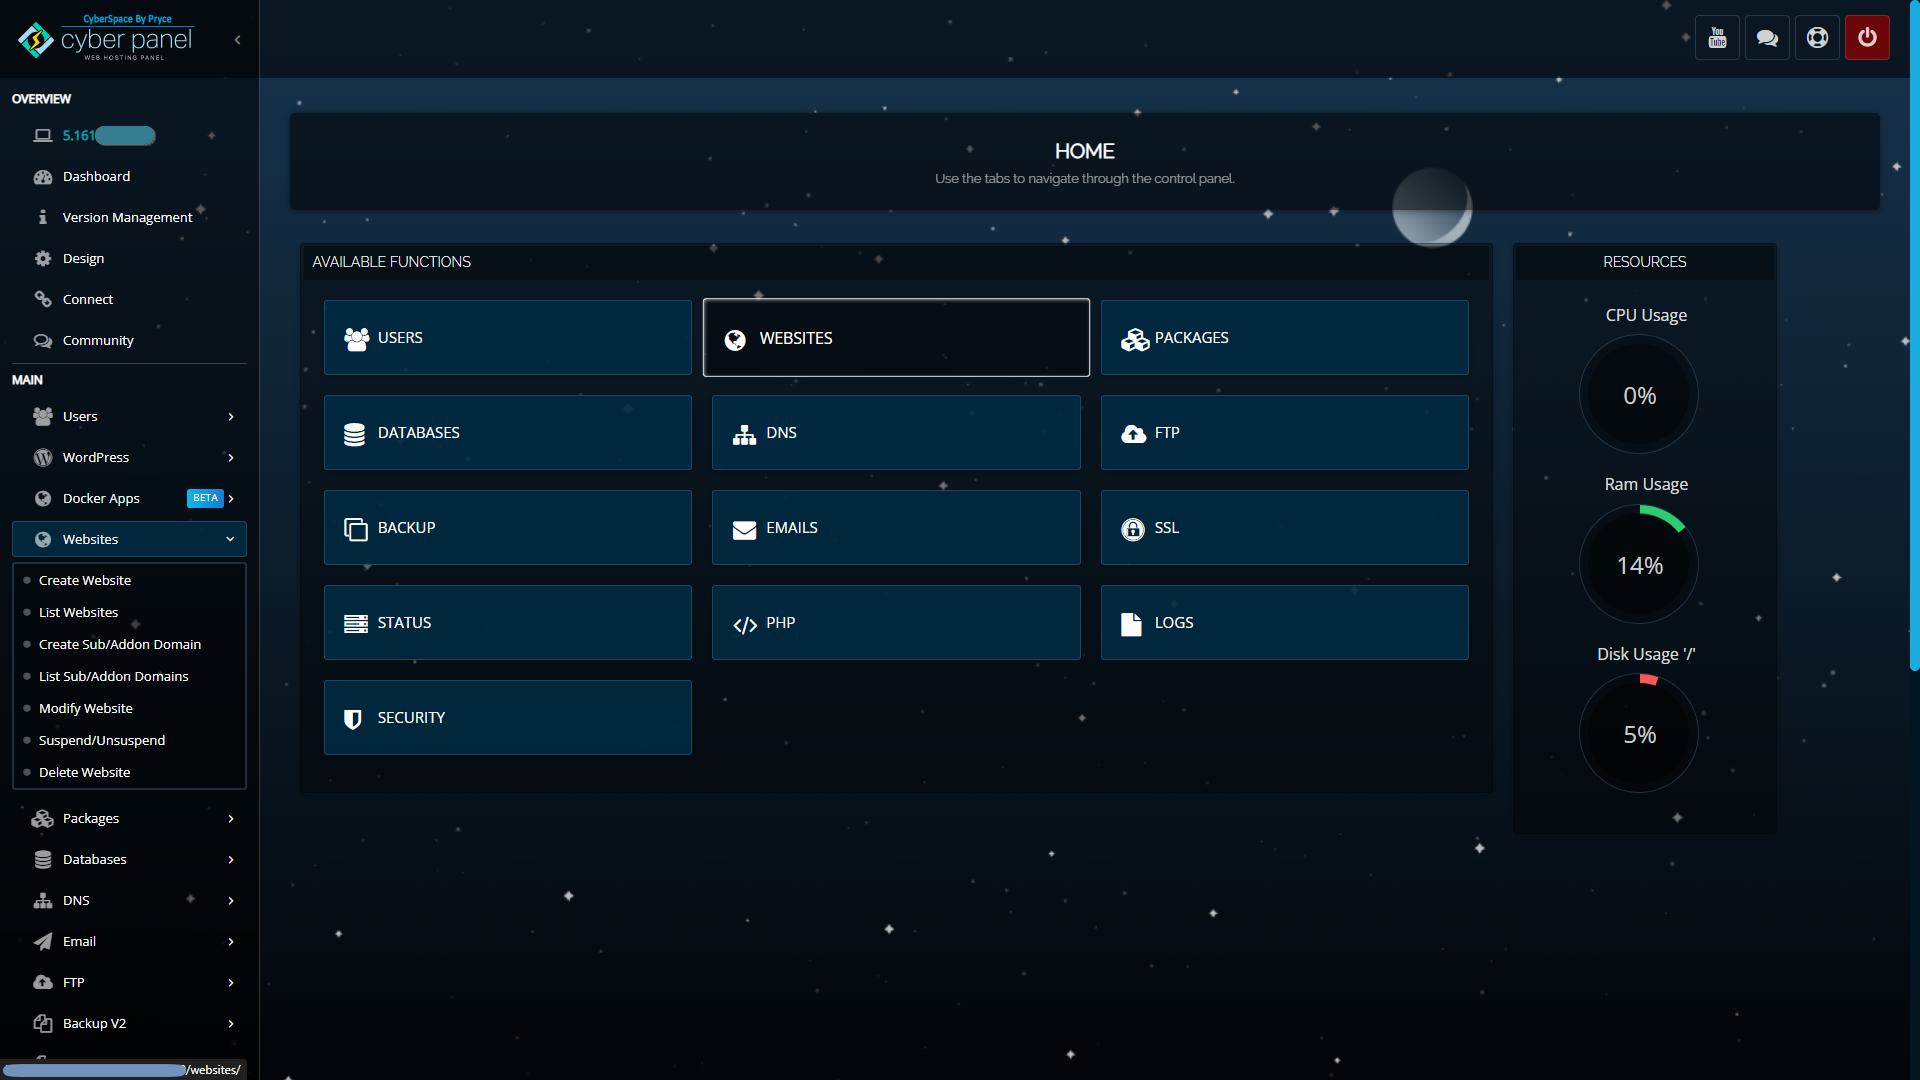 CyberSpace By Pryce
cyber panel
WEB HOSTING PANEL
OVERVIEW
5.161
Dashboard
Version Management
Design
Connect
Community
MAIN
Users
WordPress
Docker Apps BETA
Websites
Create Website
List Websites
Create Sub/Addon Domain
List Sub/Addon Domains
Modify Website
Suspend/Unsuspend
Delete Website
Packages
Databases
DNS
Email
FTP
Backup V2
/websites/
You
Tube
HOME
Use the tabs to navigate through the control panel.
AVAILABLE FUNCTIONS
USERS
WEBSITES
PACKAGES
DATABASES
DNS
FTP
BACKUP
EMAILS
SSL
STATUS
PHP
LOGS
SECURITY
RESOURCES
CPU Usage
0%
Ram Usage
14%
Disk Usage '/'
5%